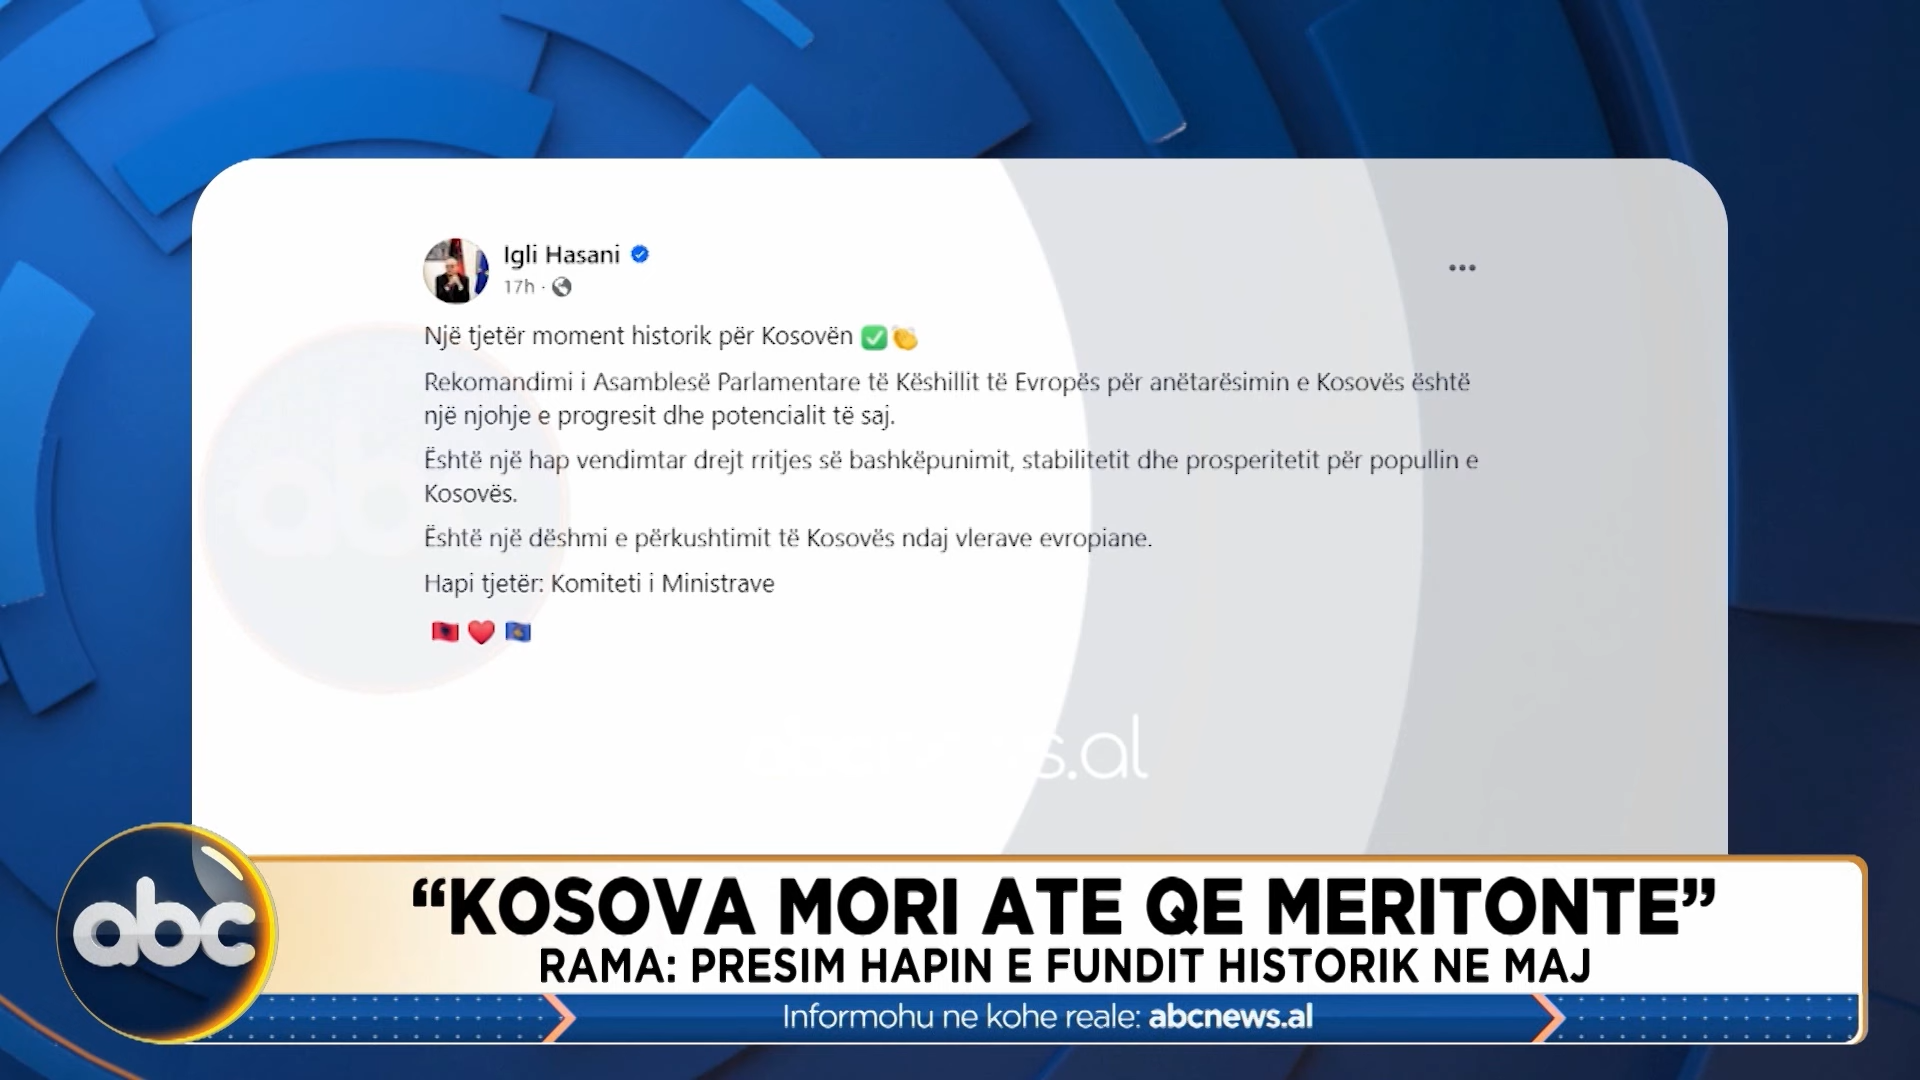 Igli Hasani
17h ·
Një tjetër moment historik për Kosovën ✅👏
Rekomandimi i Asamblesë Parlamentare të Këshillit të Evropës për anëtarësimin e Kosovës është
një njohje e progresit dhe potencialit të saj.
Është një hap vendimtar drejt rritjes së bashkëpunimit, stabilitetit dhe prosperitetit për popullin e
Kosovës.
Është një dëshmi e përkushtimit të Kosovës ndaj vlerave evropiane.
Hapi tjetër: Komiteti i Ministrave
🇦🇱❤️🇽🇰
abcnews.al
abc
“KOSOVA MORI ATE QE MERITONTE”
RAMA: PRESIM HAPIN E FUNDIT HISTORIK NE MAJ
Informohu ne kohe reale: abcnews.al